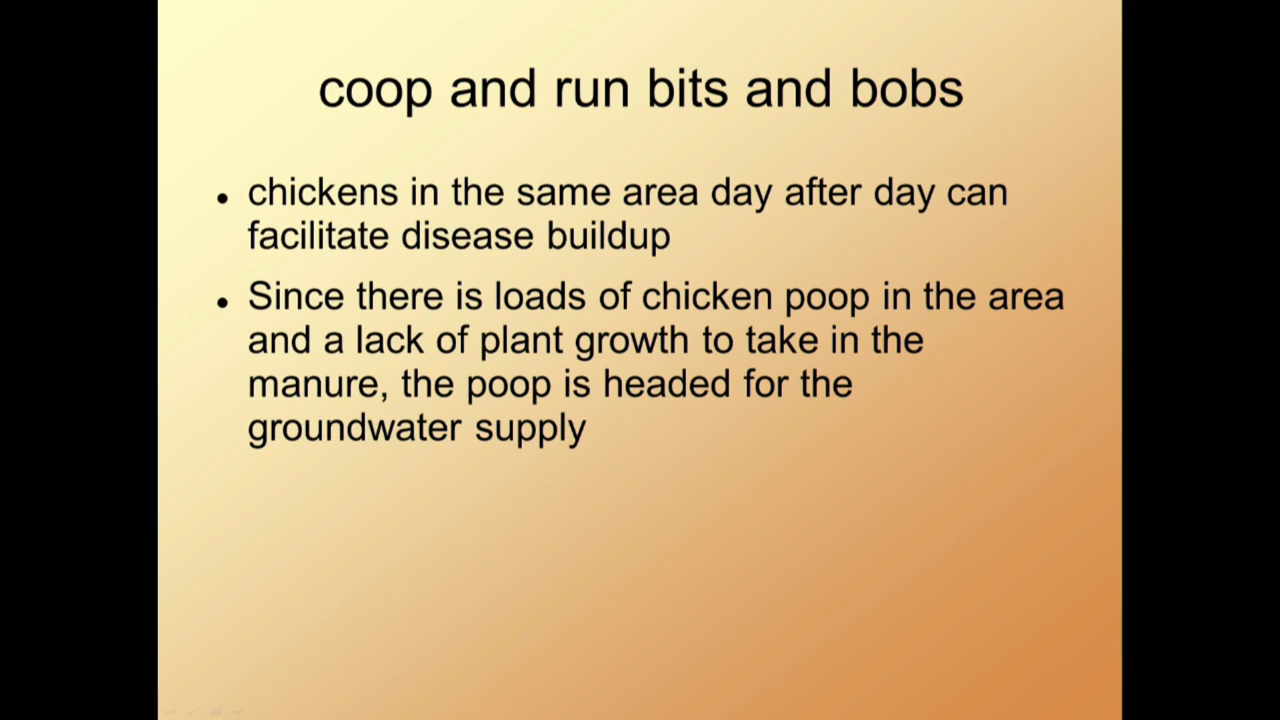 coop and run bits and bobs
• chickens in the same area day after day can
facilitate disease buildup
• Since there is loads of chicken poop in the area
and a lack of plant growth to take in the
manure, the poop is headed for the
groundwater supply